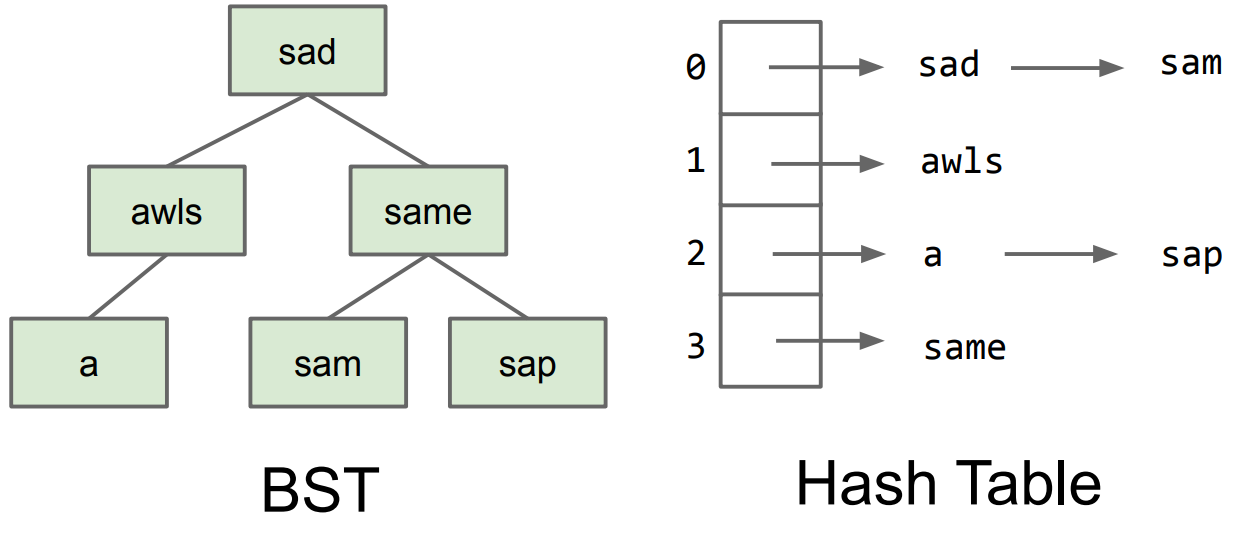 sad
awls same
a sam sap
BST
0 sad sam
1 awls
2 a sap
3 same
Hash Table